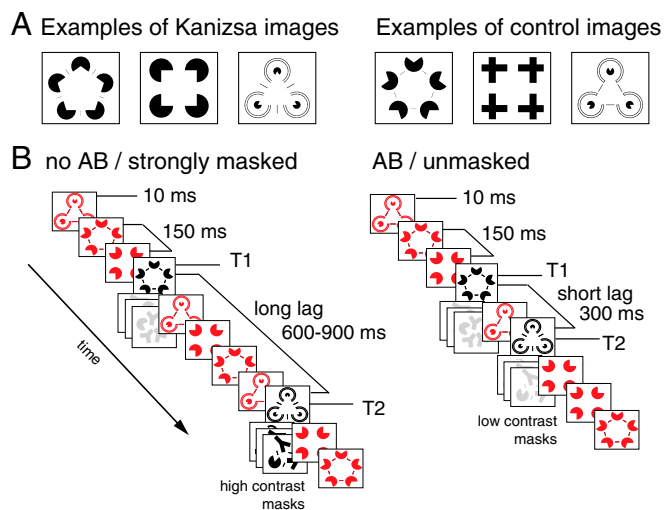 A Examples of Kanizsa images
Examples of control images
B no AB / strongly masked
10 ms
150 ms
T1
long lag
600-900 ms
time
T2
high contrast
masks
AB / unmasked
10 ms
150 ms
T1
short lag
300 ms
T2
low contrast
masks